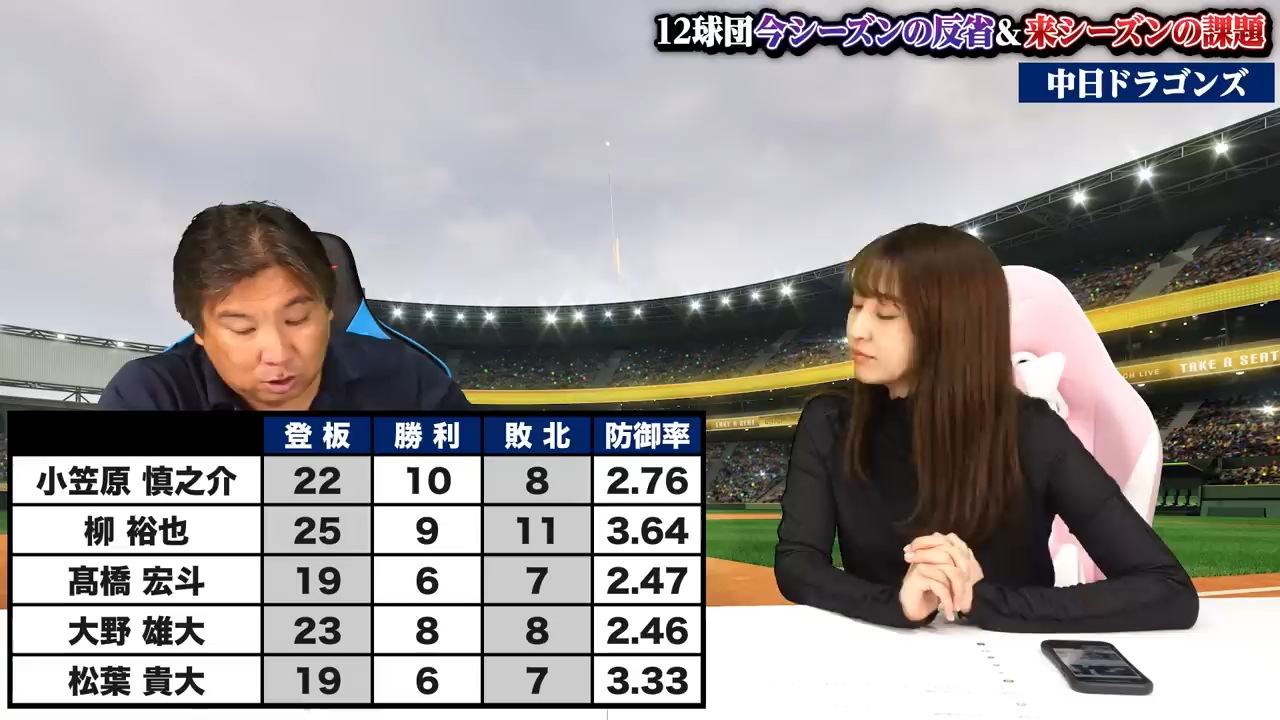 12球団今シーズンの反省&来シーズンの課題
中日ドラゴンズ
TAKE A SEAT
TAKE A SEAT
登板 勝利 敗北 防御率
小笠原 慎之介 22 10 8 2.76
柳 裕也 25 9 11 3.64
髙橋 宏斗 19 6 7 2.47
大野 雄大 23 8 8 2.46
松葉 貴大 19 6 7 3.33